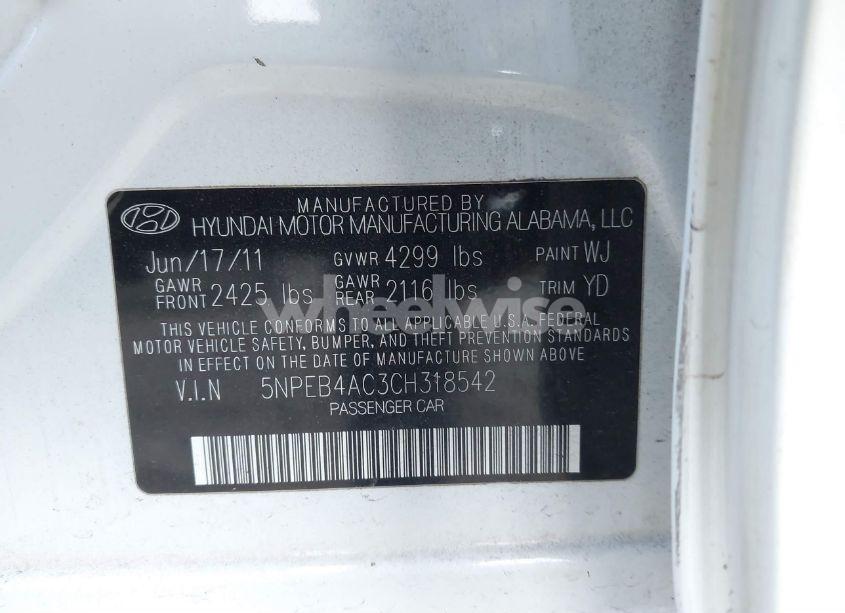 MANUFACTURED BY
HYUNDAI MOTOR MANUFACTURING ALABAMA, LLC
Jun/17/11 GVWR 4299 lbs PAINT WJ
GAWR FRONT 2425 lbs GAWR REAR 2116 lbs TRIM YD
wheelwise
THIS VEHICLE CONFORMS TO ALL APPLICABLE U.S.A. FEDERAL
MOTOR VEHICLE SAFETY, BUMPER, AND THEFT PREVENTION STANDARDS
IN EFFECT ON THE DATE OF MANUFACTURE SHOWN ABOVE.
V.I.N 5NPEB4AC3CH318542
PASSENGER CAR